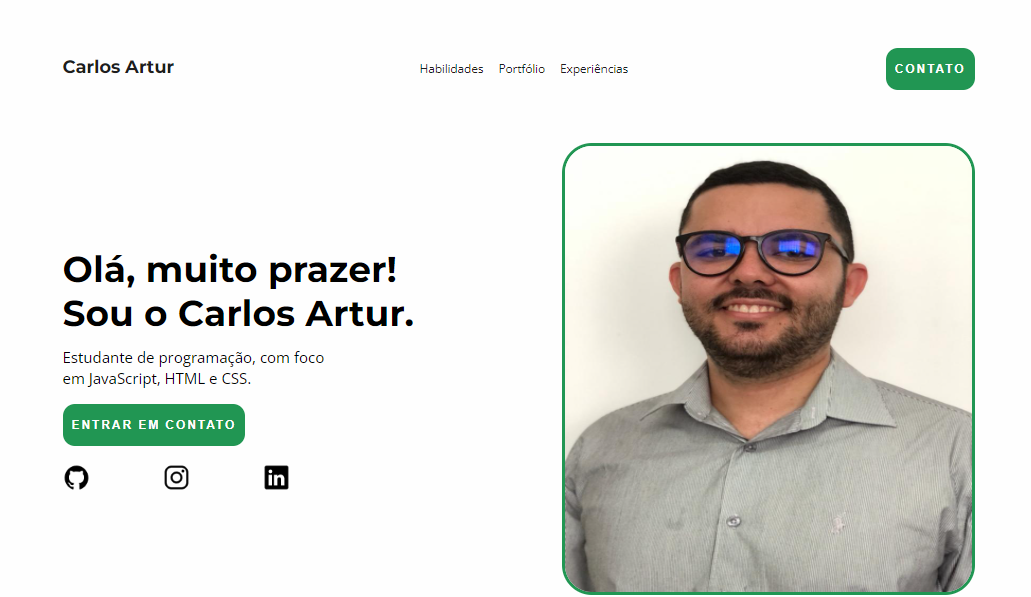 Carlos Artur
Habilidades Portfólio Experiências
CONTATO
Olá, muito prazer!
Sou o Carlos Artur.
Estudante de programação, com foco
em JavaScript, HTML e CSS.
ENTRAR EM CONTATO
in